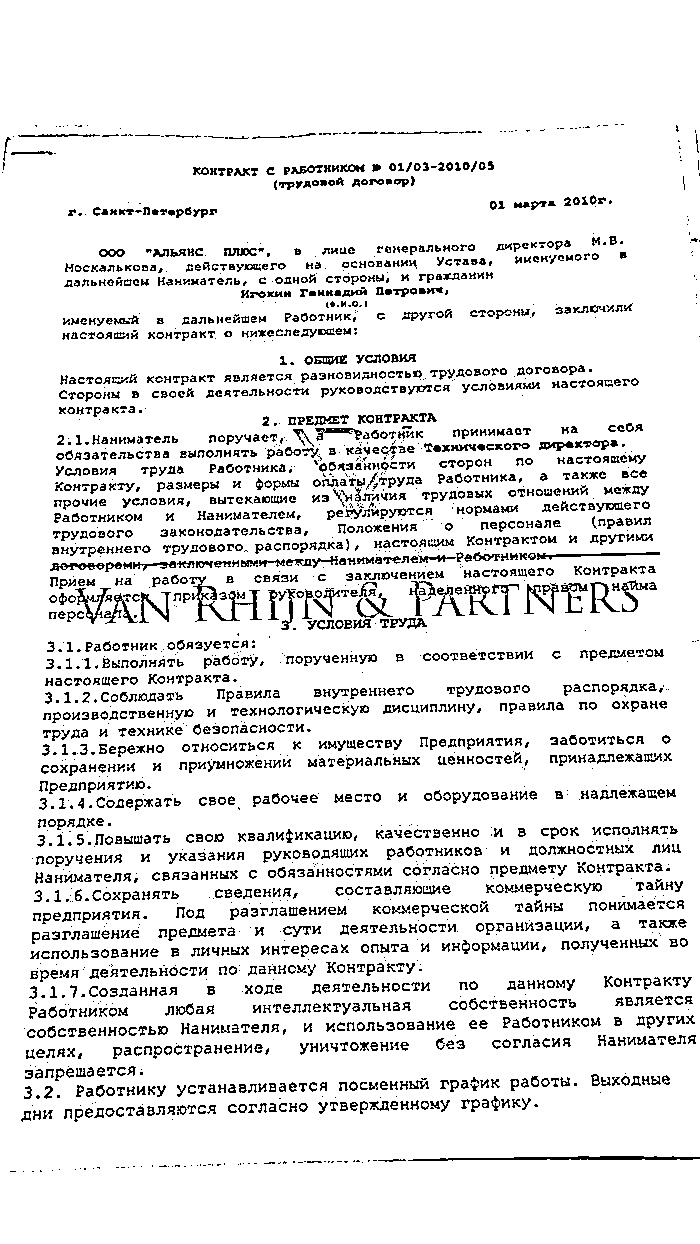 КОНТРАКТ С РАБОТНИКОМ № 01/03-2010/05
(трудовой договор)
г. Санкт-Петербург
01 марта 2010г.
ООО "АЛЬЯНС ПЛЮС", в лице генерального директора М.В.
Москалькова, действующего на основании Устава, именуемого в
дальнейшем Наниматель, с одной стороны, и гражданин
Игохин Геннадий Петрович,
(Ф.И.О.)
именуемый в дальнейшем Работник, с другой стороны, заключили
настоящий контракт о нижеследующем:
1. ОБЩИЕ УСЛОВИЯ
Настоящий контракт является разновидностью трудового договора.
Стороны в своей деятельности руководствуются условиями настоящего
контракта.
2. ПРЕДМЕТ КОНТРАКТА
2.1.Наниматель поручает, а Работник принимает на себя
обязательства выполнять работу в качестве Технического директора.
Условия труда Работника, обязанности сторон по настоящему
Контракту, размеры и формы оплаты труда Работника, а также все
прочие условия, вытекающие из наличия трудовых отношений между
Работником и Нанимателем, регулируются нормами действующего
трудового законодательства, Положения о персонале (правил
внутреннего трудового распорядка), настоящим Контрактом и другими
договорами, заключенными между Нанимателем и Работником.
Прием на работу в связи с заключением настоящего Контракта
оформляется приказом руководителя, наделенного правом найма
персонала.
VAN RHIJN & PARTNERS
3. УСЛОВИЯ ТРУДА
3.1.Работник обязуется:
3.1.1.Выполнять работу, порученную в соответствии с предметом
настоящего Контракта.
3.1.2.Соблюдать Правила внутреннего трудового распорядка,
производственную и технологическую дисциплину, правила по охране
труда и технике безопасности.
3.1.3.Бережно относиться к имуществу Предприятия, заботиться о
сохранении и приумножении материальных ценностей, принадлежащих
Предприятию.
3.1.4.Содержать свое рабочее место и оборудование в надлежащем
порядке.
3.1.5.Повышать свою квалификацию, качественно и в срок исполнять
поручения и указания руководящих работников и должностных лиц
Нанимателя, связанных с обязанностями согласно предмету Контракта.
3.1.6.Сохранять сведения, составляющие коммерческую тайну
предприятия. Под разглашением коммерческой тайны понимается
разглашение предмета и сути деятельности организации, а также
использование в личных интересах опыта и информации, полученных во
время деятельности по данному Контракту.
3.1.7.Созданная в ходе деятельности по данному Контракту
Работником любая интеллектуальная собственность является
собственностью Нанимателя, и использование ее Работником в других
целях, распространение, уничтожение без согласия Нанимателя
запрещается.
3.2. Работнику устанавливается посменный график работы. Выходные
дни предоставляются согласно утвержденному графику.